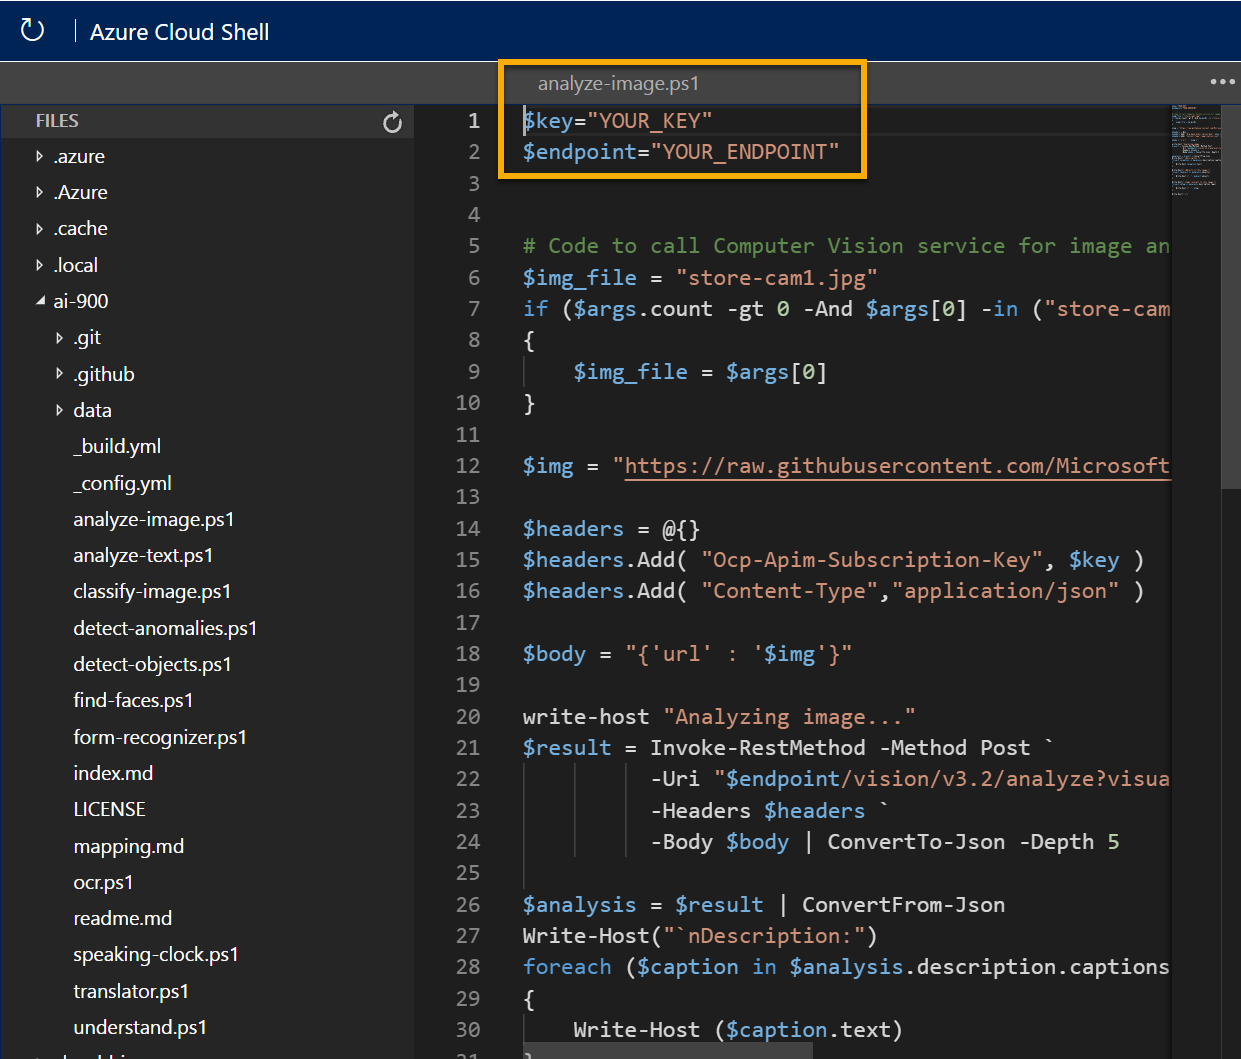 Azure Cloud Shell
analyze-image.ps1
FILES
.azure
.Azure
.cache
.local
ai-900
.git
.github
data
_build.yml
_config.yml
analyze-image.ps1
analyze-text.ps1
classify-image.ps1
detect-anomalies.ps1
detect-objects.ps1
find-faces.ps1
form-recognizer.ps1
index.md
LICENSE
mapping.md
ocr.ps1
readme.md
speaking-clock.ps1
translator.ps1
understand.ps1
1 $key="YOUR_KEY"
2 $endpoint="YOUR_ENDPOINT"
3
4
5 # Code to call Computer Vision service for image an
6 $img_file = "store-cam1.jpg"
7 if ($args.count -gt 0 -And $args[0] -in ("store-cam
8 {
9     $img_file = $args[0]
10 }
11
12 $img = "https://raw.githubusercontent.com/Microsoft
13
14 $headers = @{}
15 $headers.Add( "Ocp-Apim-Subscription-Key", $key )
16 $headers.Add( "Content-Type","application/json" )
17
18 $body = "{'url' : '$img'}"
19
20 write-host "Analyzing image..."
21 $result = Invoke-RestMethod -Method Post `
22           -Uri "$endpoint/vision/v3.2/analyze?visua
23           -Headers $headers `
24           -Body $body | ConvertTo-Json -Depth 5
25
26 $analysis = $result | ConvertFrom-Json
27 Write-Host("`nDescription:")
28 foreach ($caption in $analysis.description.captions
29 {
30     Write-Host ($caption.text)
31 }